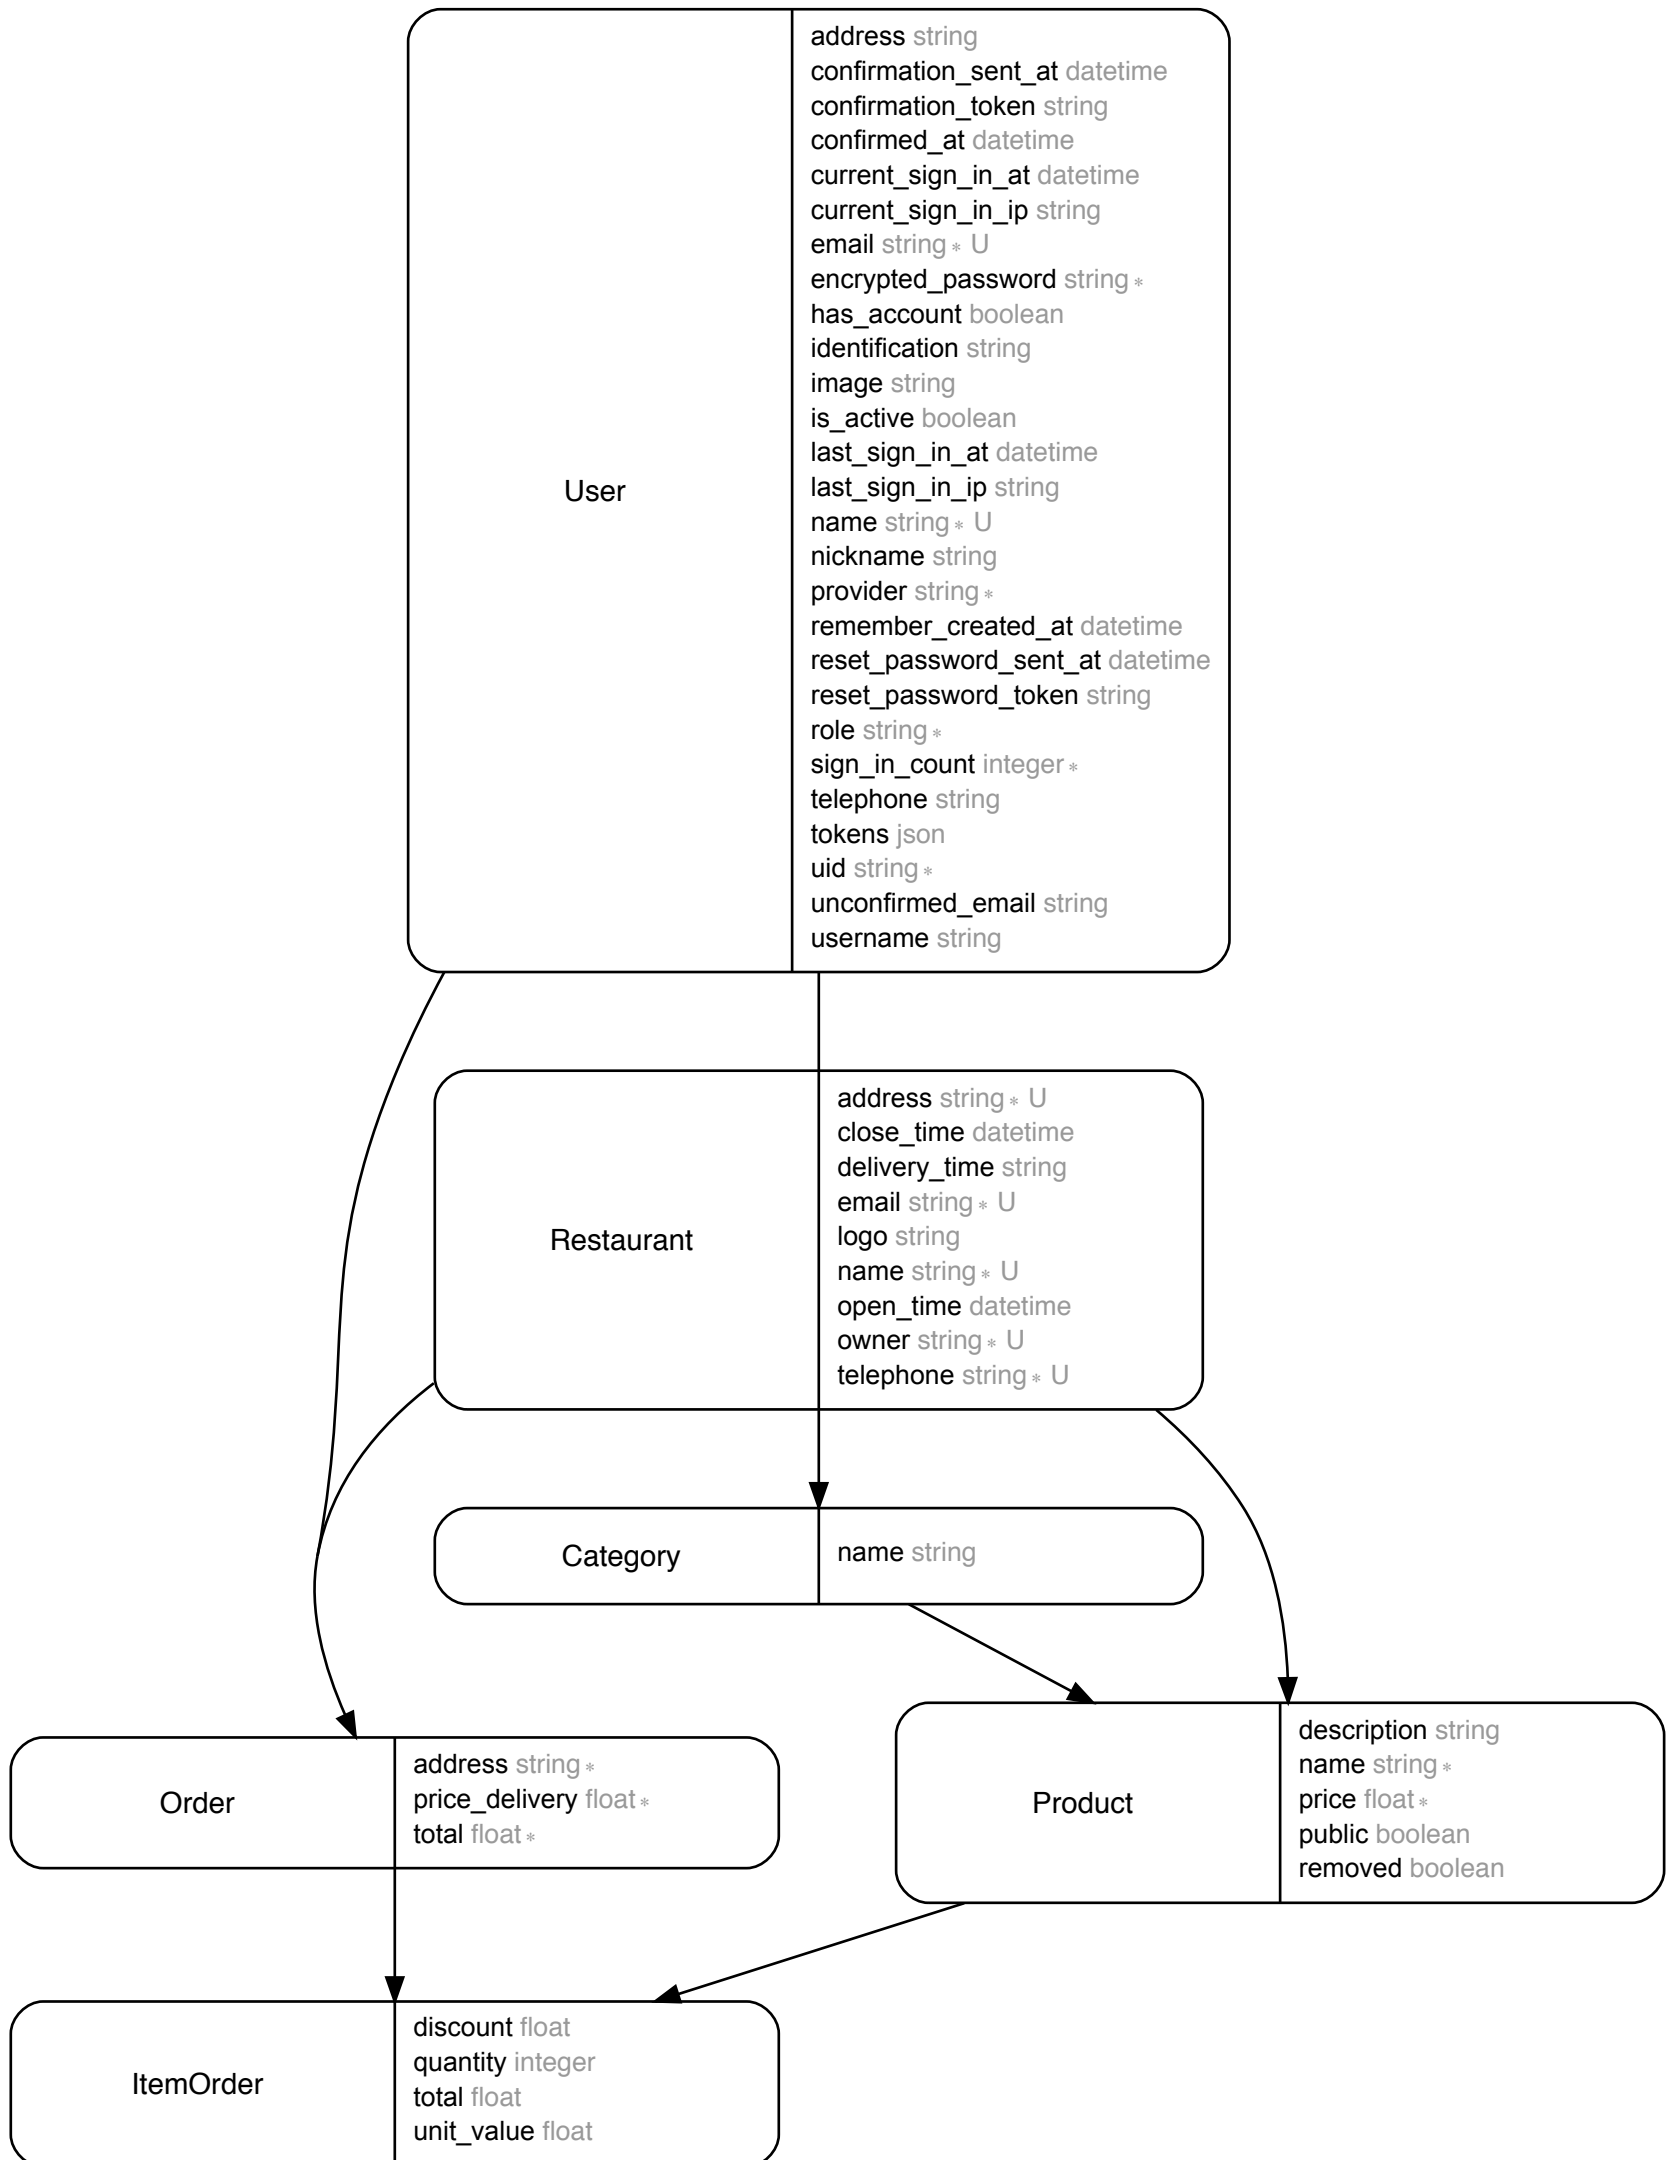 User
address string
confirmation_sent_at datetime
confirmation_token string
confirmed_at datetime
current_sign_in_at datetime
current_sign_in_ip string
email string * U
encrypted_password string *
has_account boolean
identification string
image string
is_active boolean
last_sign_in_at datetime
last_sign_in_ip string
name string * U
nickname string
provider string *
remember_created_at datetime
reset_password_sent_at datetime
reset_password_token string
role string *
sign_in_count integer *
telephone string
tokens json
uid string *
unconfirmed_email string
username string
Restaurant
address string * U
close_time datetime
delivery_time string
email string * U
logo string
name string * U
open_time datetime
owner string * U
telephone string * U
Category
name string
Order
address string *
price_delivery float *
total float *
Product
description string
name string *
price float *
public boolean
removed boolean
ItemOrder
discount float
quantity integer
total float
unit_value float